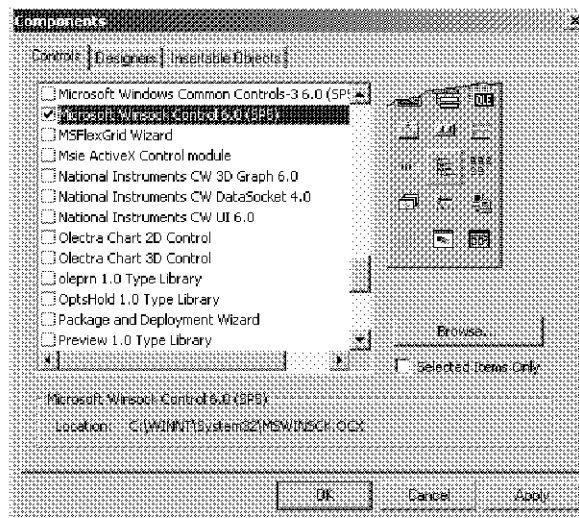 Components
Controls Designers Insertable Objects
Microsoft Windows Common Controls-3 6.0 (SP5
Microsoft Winsock Control 6.0 (SP5)
MSFlexGrid Wizard
Msie ActiveX Control module
National Instruments CW 3D Graph 6.0
National Instruments CW DataSocket 4.0
National Instruments CW UI 6.0
Olectra Chart 2D Control
Olectra Chart 3D Control
oleprn 1.0 Type Library
OptsHold 1.0 Type Library
Package and Deployment Wizard
Preview 1.0 Type Library
Browse...
Selected Items Only
Microsoft Winsock Control 6.0 (SP5)
Location: C:\WINNT\System32\MSWINSCK.OCX
OK Cancel Apply